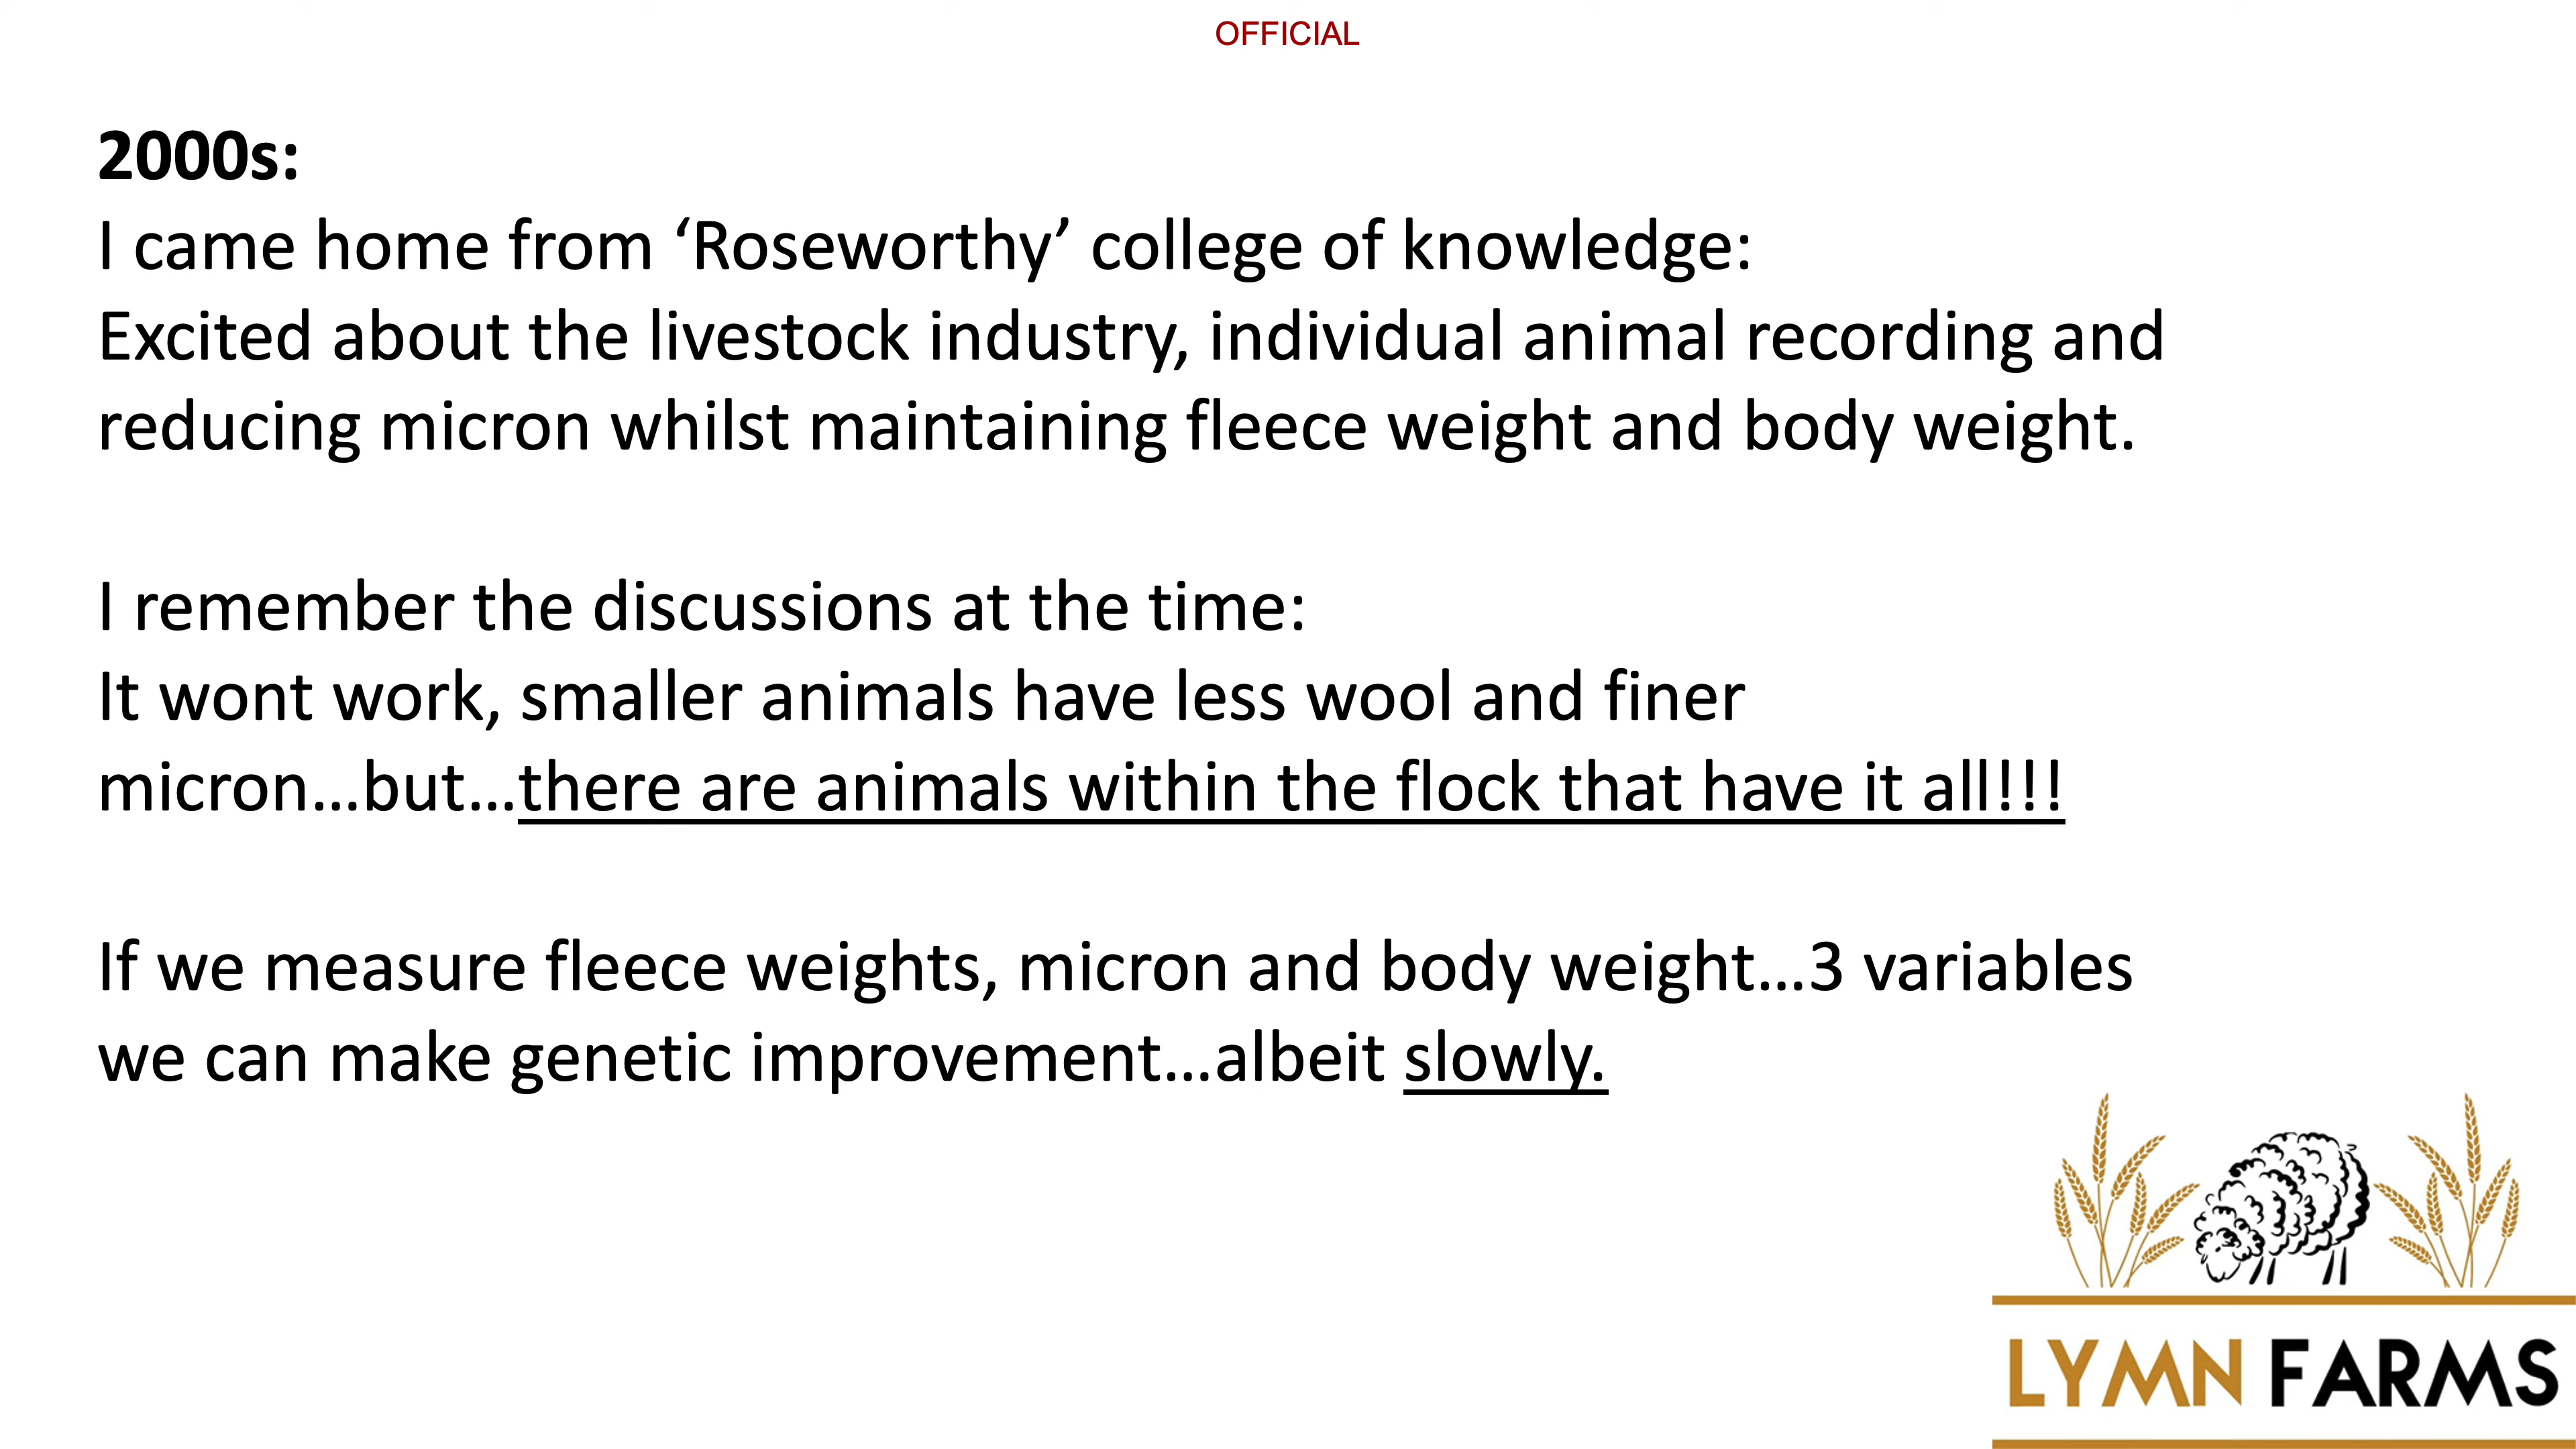 OFFICIAL
2000s:
I came home from ‘Roseworthy’ college of knowledge:
Excited about the livestock industry, individual animal recording and
reducing micron whilst maintaining fleece weight and body weight.
I remember the discussions at the time:
It wont work, smaller animals have less wool and finer
micron…but…there are animals within the flock that have it all!!!
If we measure fleece weights, micron and body weight…3 variables
we can make genetic improvement…albeit slowly.
LYMN FARMS